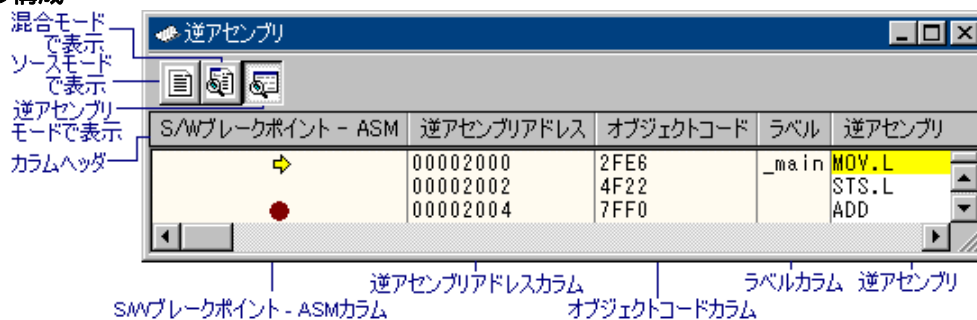 混合モード
で表示
ソースモード
で表示
逆アセンブリ
モードで表示
カラムヘッダ
逆アセンブリ
S/Wブレークポイント - ASM 逆アセンブリアドレス オブジェクトコード ラベル 逆アセンブリ
00002000 2FE6 _main MOV.L
00002002 4F22 STS.L
00002004 7FF0 ADD
逆アセンブリアドレスカラム ラベルカラム 逆アセンブリ
S/Wブレークポイント - ASMカラム オブジェクトコードカラム